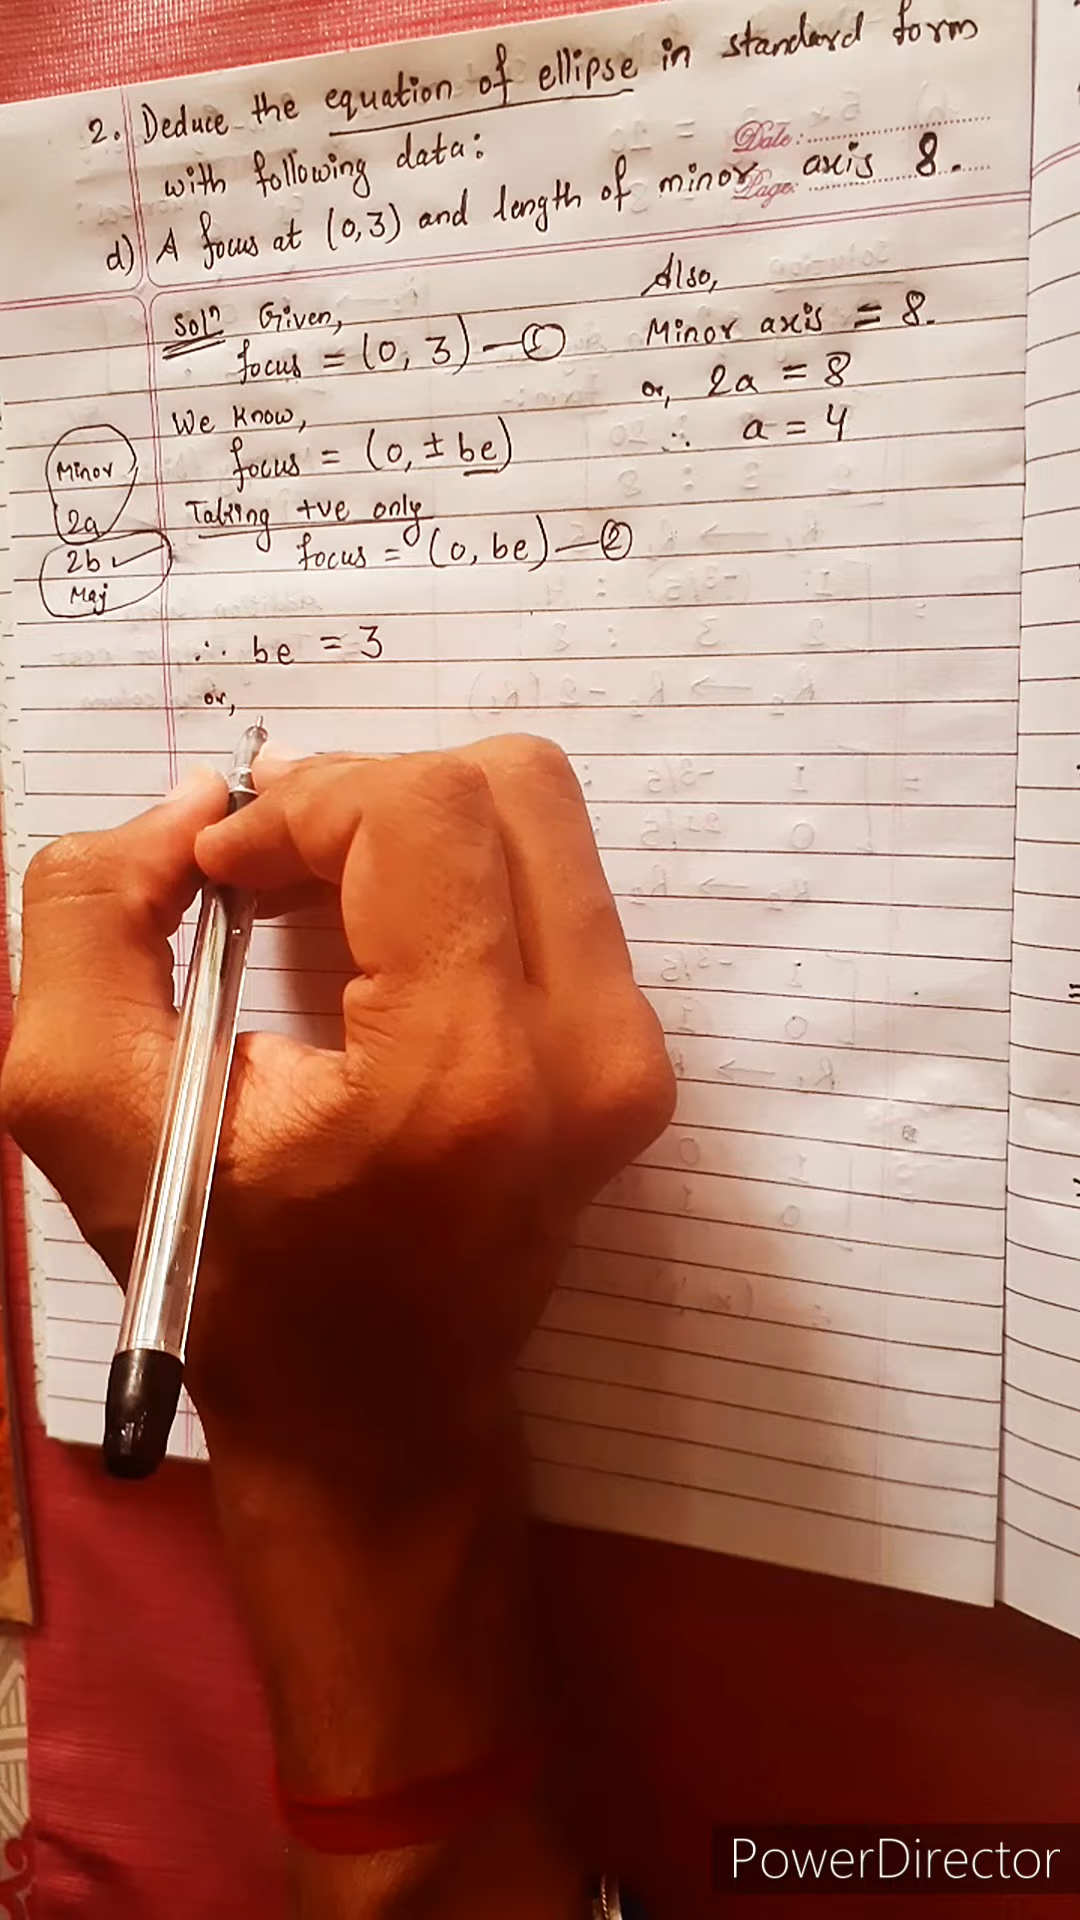 2. Deduce the equation of ellipse in standard form
with following data:
Date:
Page:
d) A focus at (0,3) and length of minor axis 8.
Solⁿ Given,
focus = (0, 3) — ①
We know,
focus = (0, ± be)
Taking +ve only
focus = (0, be) — ②
∴ be = 3
or,
Also,
Minor axis = 8.
or, 2a = 8
∴ a = 4
Minor
2a
2b ✓
Maj
PowerDirector